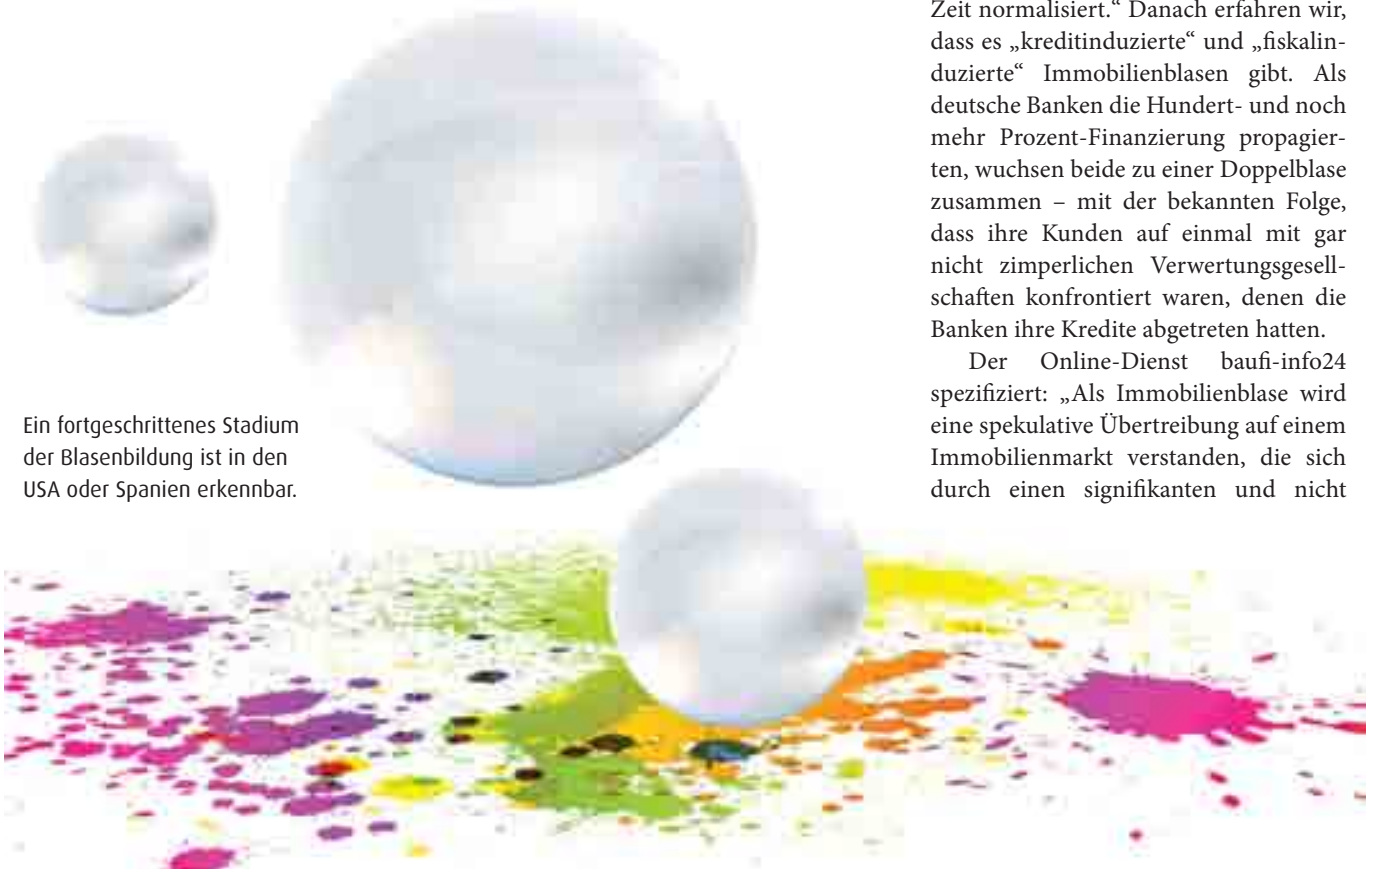 Zeit normalisiert.“ Danach erfahren wir,
dass es „kreditinduzierte“ und „fiskalin-
duzierte“ Immobilienblasen gibt. Als
deutsche Banken die Hundert- und noch
mehr Prozent-Finanzierung propagier-
ten, wuchsen beide zu einer Doppelblase
zusammen – mit der bekannten Folge,
dass ihre Kunden auf einmal mit gar
nicht zimperlichen Verwertungsgesell-
schaften konfrontiert waren, denen die
Banken ihre Kredite abgetreten hatten.
Der Online-Dienst baufi-info24
spezifiziert: „Als Immobilienblase wird
eine spekulative Übertreibung auf einem
Immobilienmarkt verstanden, die sich
durch einen signifikanten und nicht
Ein fortgeschrittenes Stadium
der Blasenbildung ist in den
USA oder Spanien erkennbar.